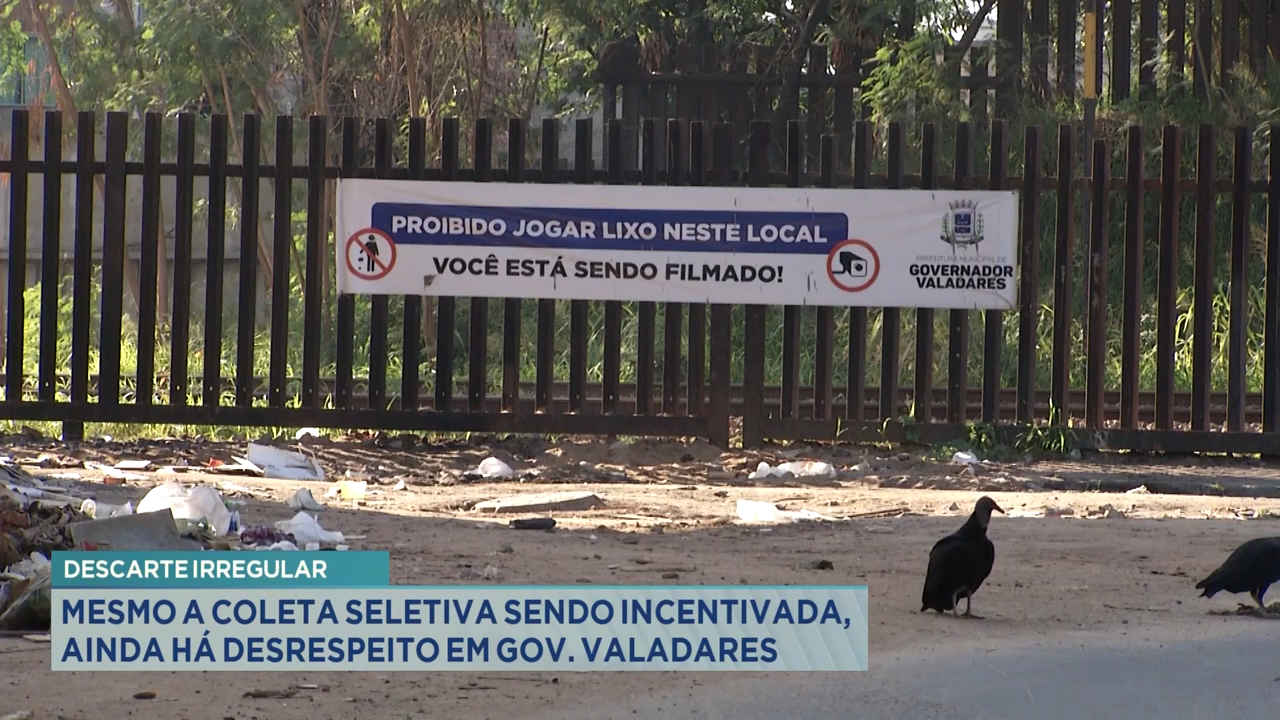 PROIBIDO JOGAR LIXO NESTE LOCAL
VOCÊ ESTÁ SENDO FILMADO!
PREFEITURA MUNICIPAL DE
GOVERNADOR
VALADARES
DESCARTE IRREGULAR
MESMO A COLETA SELETIVA SENDO INCENTIVADA,
AINDA HÁ DESRESPEITO EM GOV. VALADARES